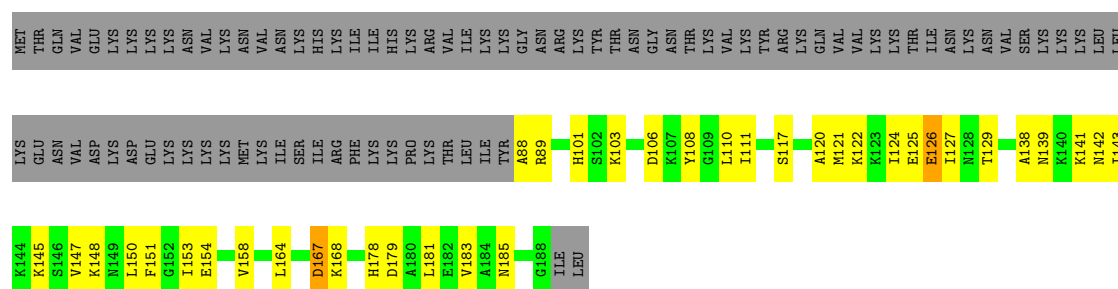 MET THR GLN VAL GLU LYS LYS LYS LYS ASN VAL LYS ASN VAL ASN LYS HIS LYS ILE ILE HIS LYS ARG VAL ILE LYS LYS GLY ASN ARG LYS TYR THR ASN GLY ASN THR LYS VAL LYS TYR ARG LYS GLN VAL VAL LYS LYS THR ILE ASN LYS ASN VAL SER LYS LYS LYS LEU LEU
LYS GLU ASN VAL ASP LYS ASP GLU LYS LYS LYS LYS MET LYS ILE SER ILE ARG PHE LYS LYS PRO LYS THR LEU ILE TYR A88 R89 H101 S102 K103 D106 K107 Y108 G109 L110 I111 S117 A120 M121 K122 K123 I124 E125 E126 I127 N128 T129 A138 N139 K140 K141 N142 I143
K144 K145 S146 V147 K148 N149 L150 F151 G152 I153 E154 V158 L164 D167 K168 H178 D179 A180 L181 E182 V183 A184 N185 G188 ILE LEU